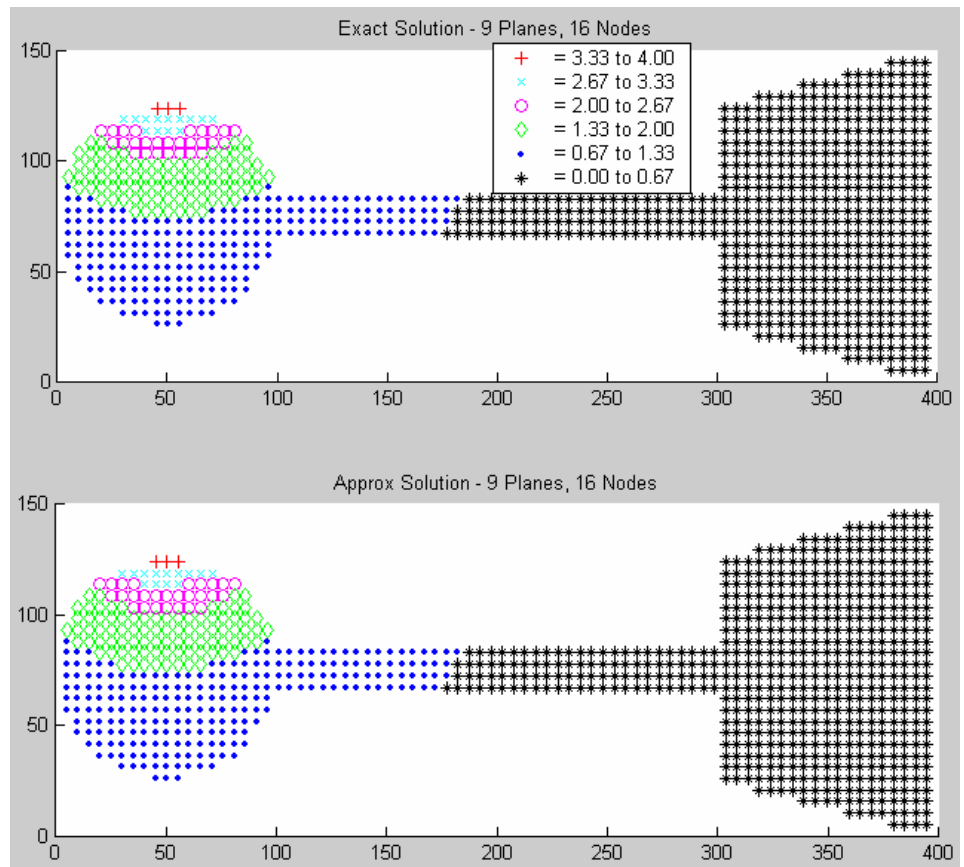 Exact Solution - 9 Planes, 16 Nodes
= 3.33 to 4.00
= 2.67 to 3.33
= 2.00 to 2.67
= 1.33 to 2.00
= 0.67 to 1.33
= 0.00 to 0.67
150
100
50
0
0 50 100 150 200 250 300 350 400
Approx Solution - 9 Planes, 16 Nodes
150
100
50
0
0 50 100 150 200 250 300 350 400